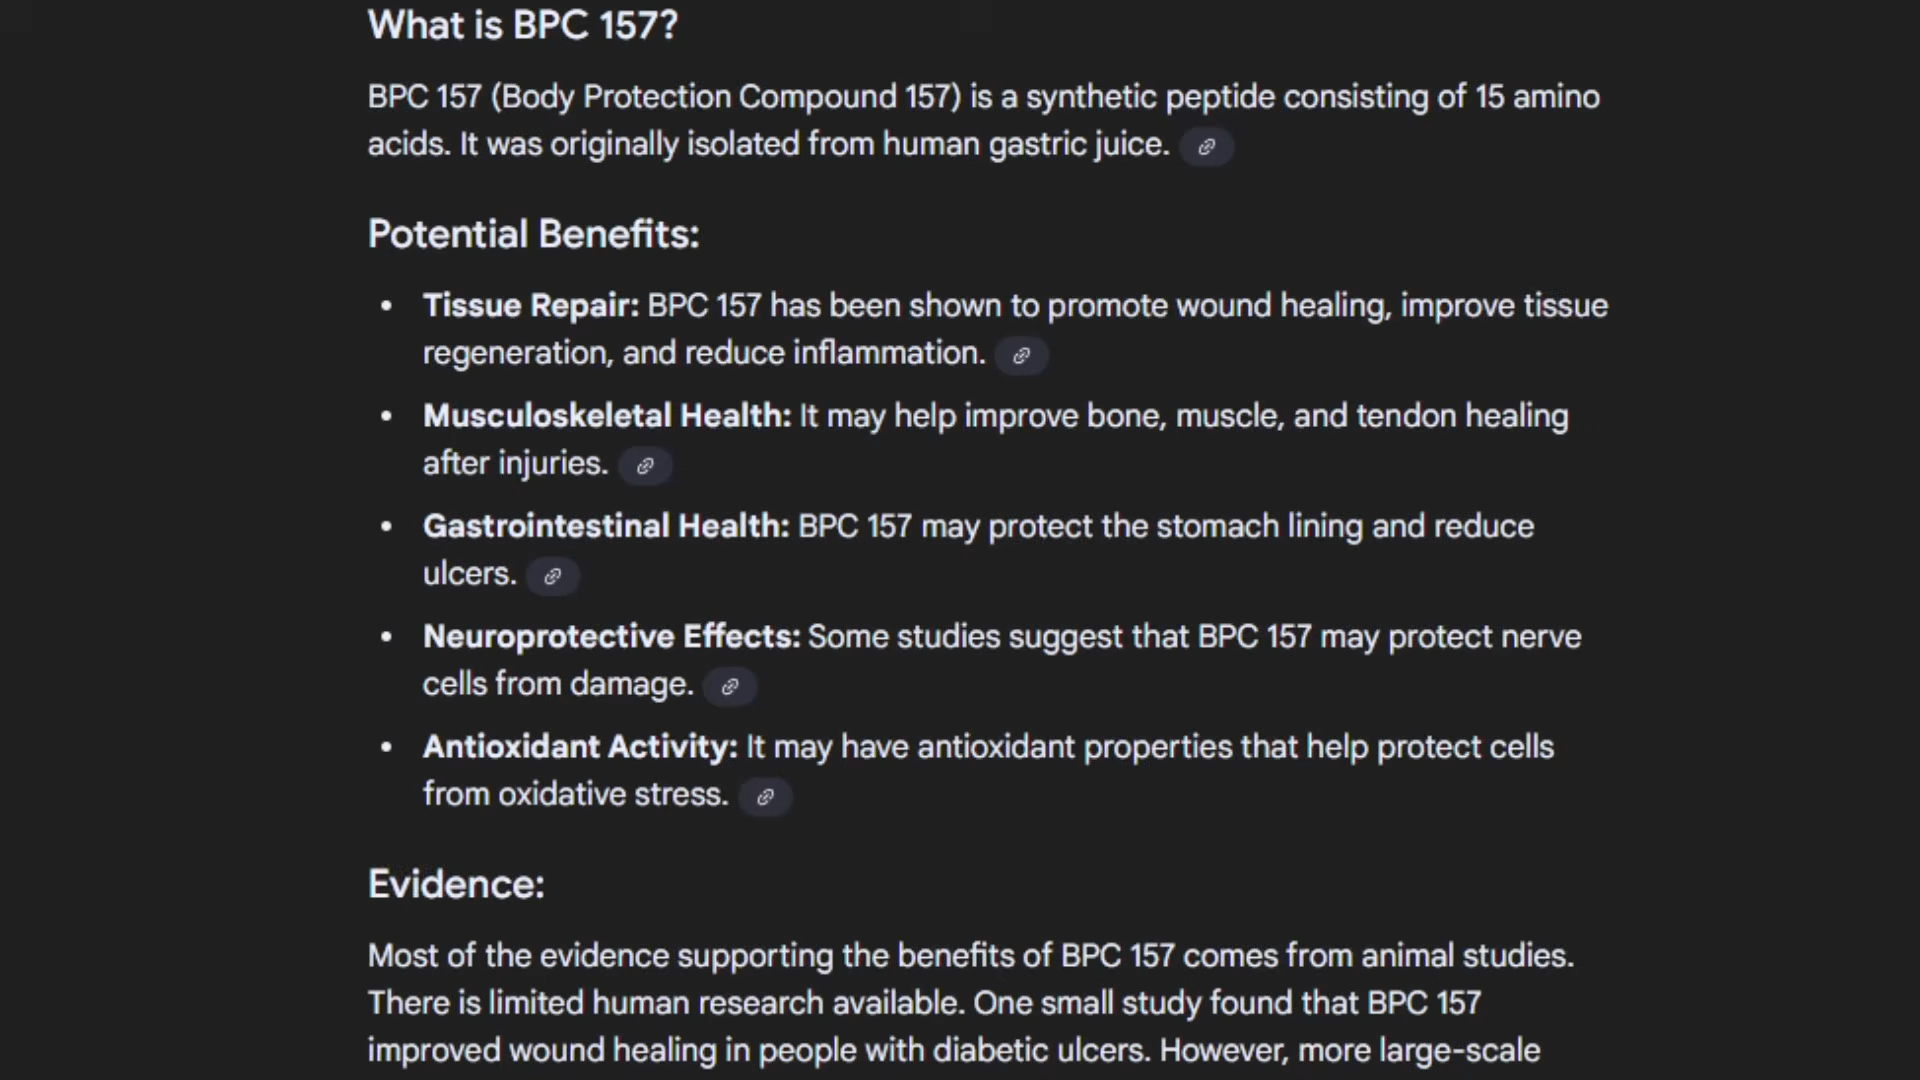 What is BPC 157?
BPC 157 (Body Protection Compound 157) is a synthetic peptide consisting of 15 amino
acids. It was originally isolated from human gastric juice.
Potential Benefits:
• Tissue Repair: BPC 157 has been shown to promote wound healing, improve tissue
regeneration, and reduce inflammation.
• Musculoskeletal Health: It may help improve bone, muscle, and tendon healing
after injuries.
• Gastrointestinal Health: BPC 157 may protect the stomach lining and reduce
ulcers.
• Neuroprotective Effects: Some studies suggest that BPC 157 may protect nerve
cells from damage.
• Antioxidant Activity: It may have antioxidant properties that help protect cells
from oxidative stress.
Evidence:
Most of the evidence supporting the benefits of BPC 157 comes from animal studies.
There is limited human research available. One small study found that BPC 157
improved wound healing in people with diabetic ulcers. However, more large-scale